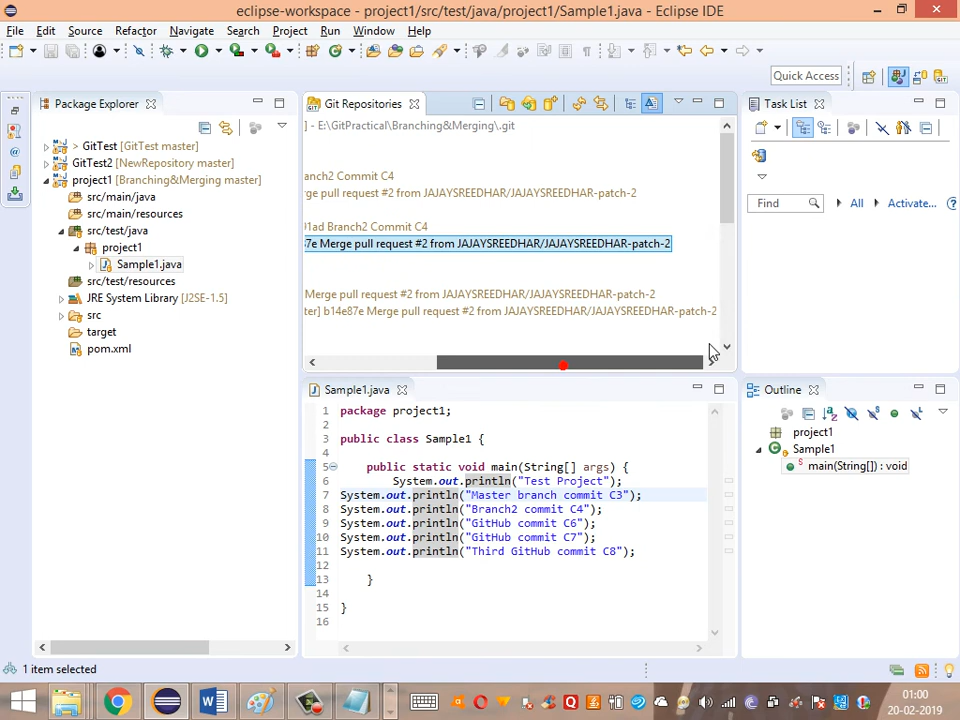 eclipse-workspace - project1/src/test/java/project1/Sample1.java - Eclipse IDE
File Edit Source Refactor Navigate Search Project Run Window Help
Quick Access
Package Explorer
> GitTest [GitTest master]
GitTest2 [NewRepository master]
project1 [Branching&Merging master]
src/main/java
src/main/resources
src/test/java
project1
Sample1.java
src/test/resources
JRE System Library [J2SE-1.5]
src
target
pom.xml
Git Repositories
] - E:\GitPractical\Branching&Merging\.git
anch2 Commit C4
rge pull request #2 from JAJAYSREEDHAR/JAJAYSREEDHAR-patch-2
01ad Branch2 Commit C4
87e Merge pull request #2 from JAJAYSREEDHAR/JAJAYSREEDHAR-patch-2
Merge pull request #2 from JAJAYSREEDHAR/JAJAYSREEDHAR-patch-2
ter] b14e87e Merge pull request #2 from JAJAYSREEDHAR/JAJAYSREEDHAR-patch-2
Task List
Find
All
Activate...
Sample1.java
1 package project1;
2
3 public class Sample1 {
4
5 public static void main(String[] args) {
6 System.out.println("Test Project");
7 System.out.println("Master branch commit C3");
8 System.out.println("Branch2 commit C4");
9 System.out.println("GitHub commit C6");
10 System.out.println("GitHub commit C7");
11 System.out.println("Third GitHub commit C8");
12
13 }
14
15 }
16
Outline
project1
Sample1
main(String[]) : void
1 item selected
01:00
20-02-2019